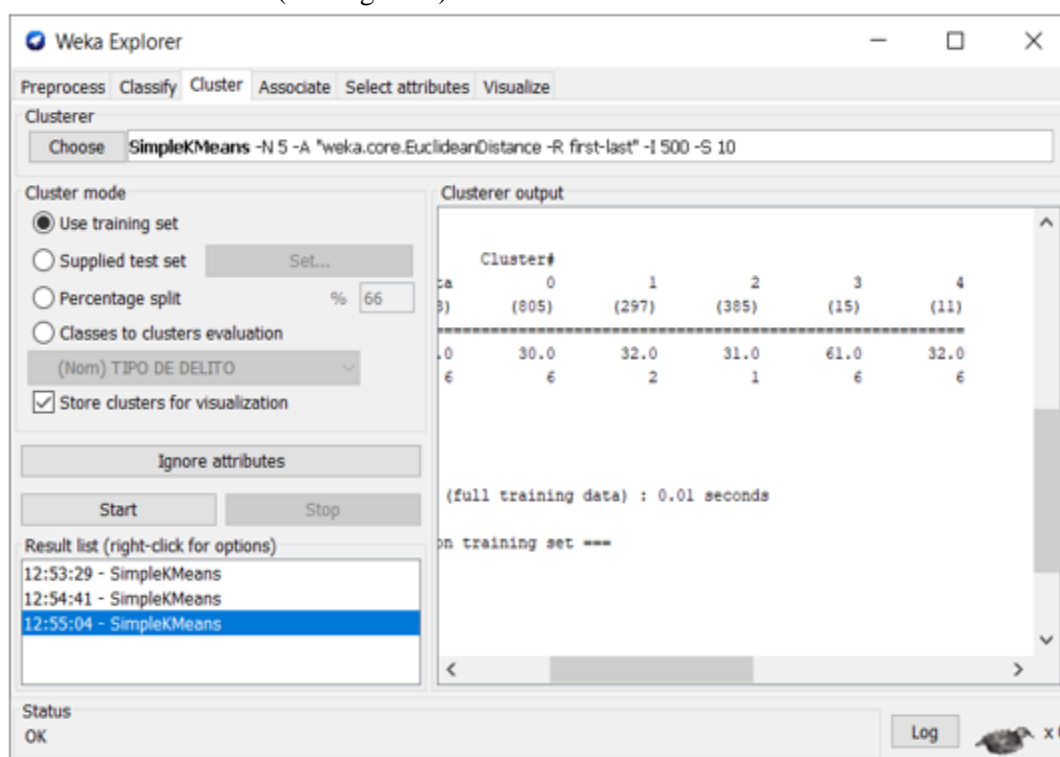 Weka Explorer
Preprocess Classify Cluster Associate Select attributes Visualize
Clusterer
Choose SimpleKMeans -N 5 -A "weka.core.EuclideanDistance -R first-last" -I 500 -S 10
Cluster mode
Use training set
Supplied test set Set...
Percentage split % 66
Classes to clusters evaluation
(Nom) TIPO DE DELITO
Store clusters for visualization
Ignore attributes
Start Stop
Result list (right-click for options)
12:53:29 - SimpleKMeans
12:54:41 - SimpleKMeans
12:55:04 - SimpleKMeans
Clusterer output
Cluster#
ta 0 1 2 3 4
3) (805) (297) (385) (15) (11)
==================================================
.0 30.0 32.0 31.0 61.0 32.0
6 6 2 1 6 6
(full training data) : 0.01 seconds
on training set ===
Status
OK
Log x